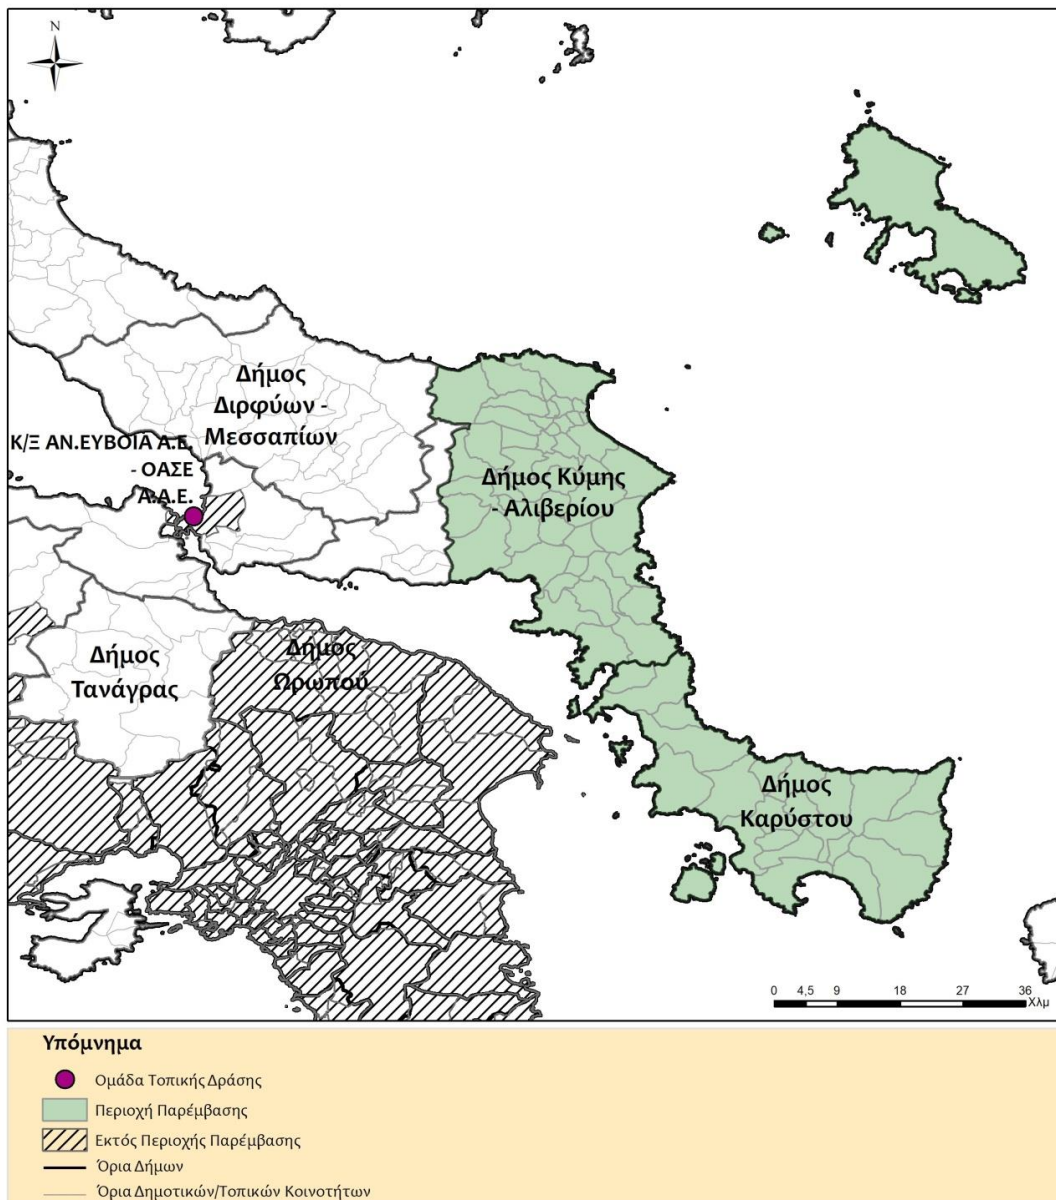 N
Δήμος
Διρφύων -
Μεσσαπίων
Κ/Ξ ΑΝ.ΕΥΒΟΙΑ Α.Ε.
- ΟΑΣΕ
Α.Α.Ε.
Δήμος Κύμης
- Αλιβερίου
Δήμος
Τανάγρας
Δήμος
Ωρωπού
Δήμος
Καρύστου
0 4,5 9 18 27 36
Χλμ
Υπόμνημα
Ομάδα Τοπικής Δράσης
Περιοχή Παρέμβασης
Εκτός Περιοχής Παρέμβασης
Όρια Δήμων
Όρια Δημοτικών/Τοπικών Κοινοτήτων